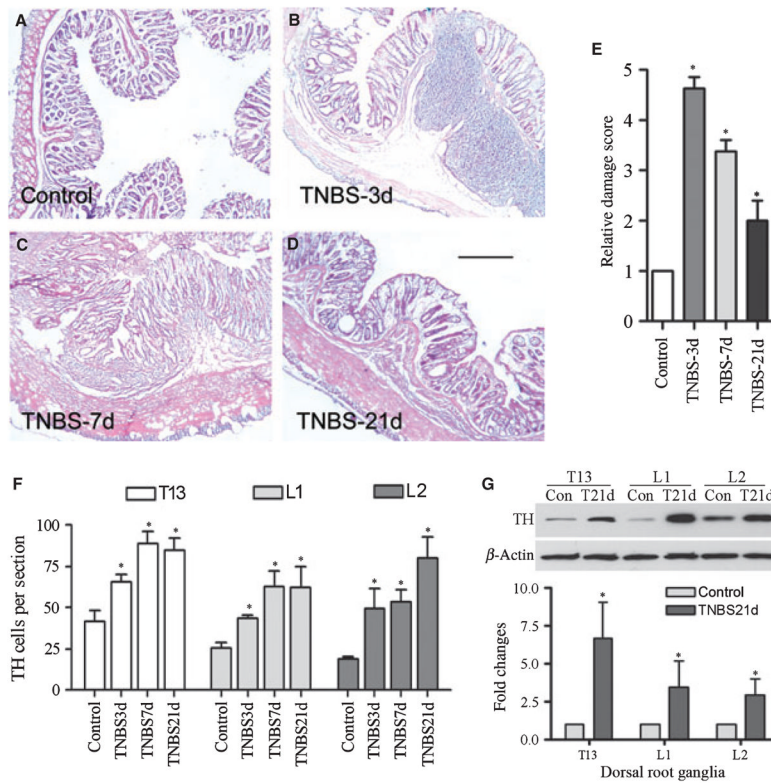 A
Control
B
TNBS-3d
C
TNBS-7d
D
TNBS-21d
E
Relative damage score
5
4
3
2
1
0
*
*
*
Control
TNBS-3d
TNBS-7d
TNBS-21d
F
T13
L1
L2
TH cells per section
100
75
50
25
0
*
*
*
*
*
*
*
*
*
Control
TNBS3d
TNBS7d
TNBS21d
Control
TNBS3d
TNBS7d
TNBS21d
Control
TNBS3d
TNBS7d
TNBS21d
G
T13
L1
L2
Con
T21d
Con
T21d
Con
T21d
TH
β-Actin
Control
TNBS21d
Fold changes
10.0
7.5
5.0
2.5
0
*
*
*
T13
L1
L2
Dorsal root ganglia